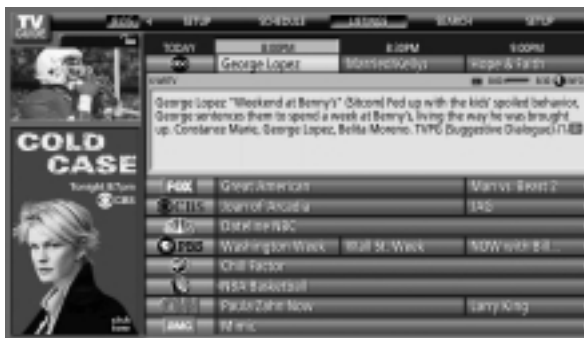 TV
GUIDE
SETUP SCHEDULE LISTINGS SEARCH SETUP
TODAY 8:00PM 8:30PM 9:00PM
abc George Lopez Married Kellys Hope & Faith
George Lopez "Weekend at Benny's" (Sitcom) Fed up with the kids' spoiled behavior,
George sentences them to spend a week at Benny's, living the way he was brought
up. Constance Marie, George Lopez, Belita Moreno. TVPG (Suggestive Dialogue)
COLD
CASE
Tonight 8/7pm
CBS
click
here
FOX Great American Man vs. Beast 2
CBS Joan of Arcadia JAG
Dateline NBC
PBS Washington Week Wall St. Week NOW with Bill...
Chill Factor
NBA Basketball
Paula Zahn Now Larry King
AMC Mimic